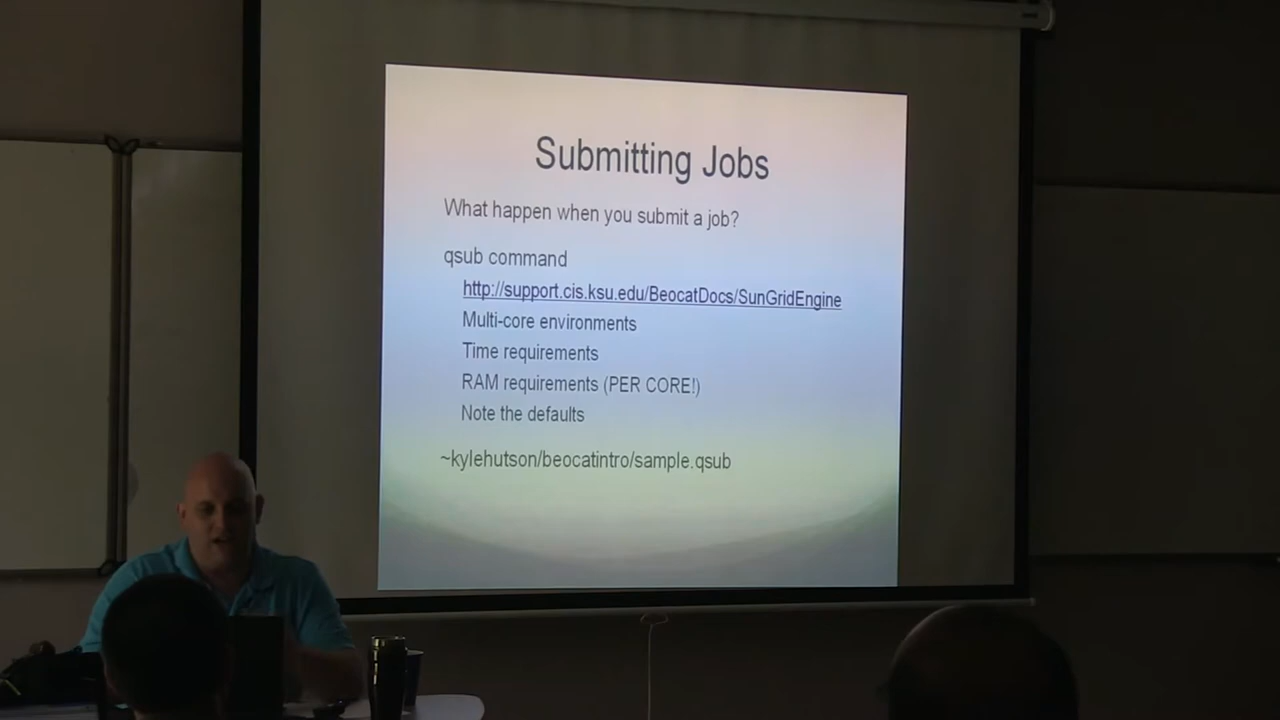 Submitting Jobs
What happen when you submit a job?
qsub command
http://support.cis.ksu.edu/BeocatDocs/SunGridEngine
Multi-core environments
Time requirements
RAM requirements (PER CORE!)
Note the defaults
~kylehutson/beocatintro/sample.qsub